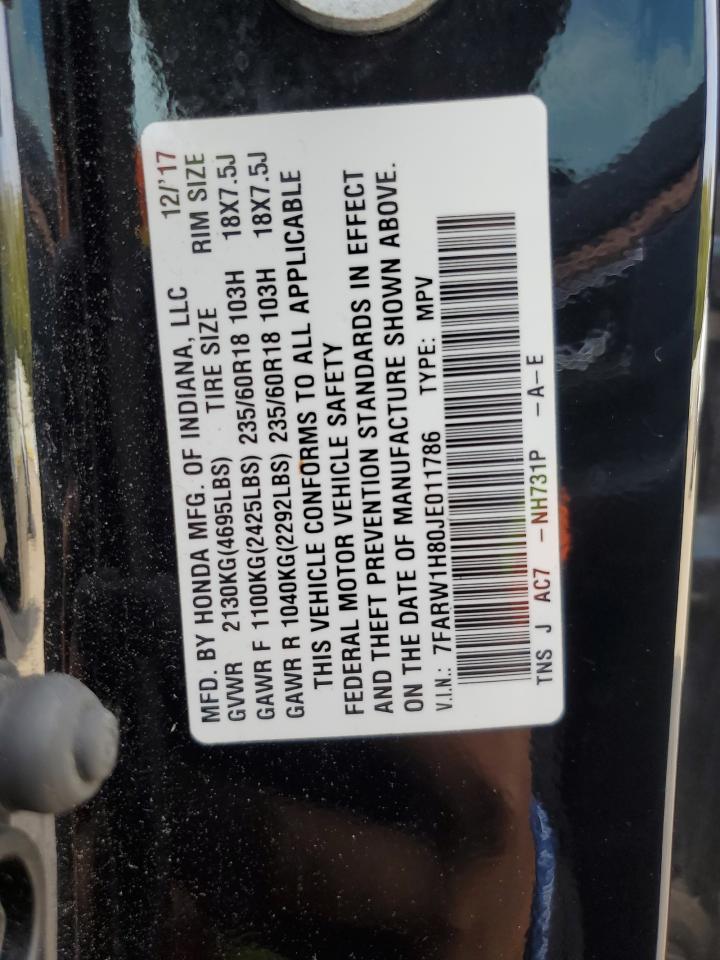 MFD. BY HONDA MFG. OF INDIANA, LLC 12/'17
GVWR 2130KG(4695LBS) TIRE SIZE RIM SIZE
GAWR F 1100KG(2425LBS) 235/60R18 103H 18X7.5J
GAWR R 1040KG(2292LBS) 235/60R18 103H 18X7.5J
THIS VEHICLE CONFORMS TO ALL APPLICABLE
FEDERAL MOTOR VEHICLE SAFETY
AND THEFT PREVENTION STANDARDS IN EFFECT
ON THE DATE OF MANUFACTURE SHOWN ABOVE.
V.I.N.: 7FARW1H80JE011786 TYPE: MPV
TNS J AC7 -NH731P -A-E